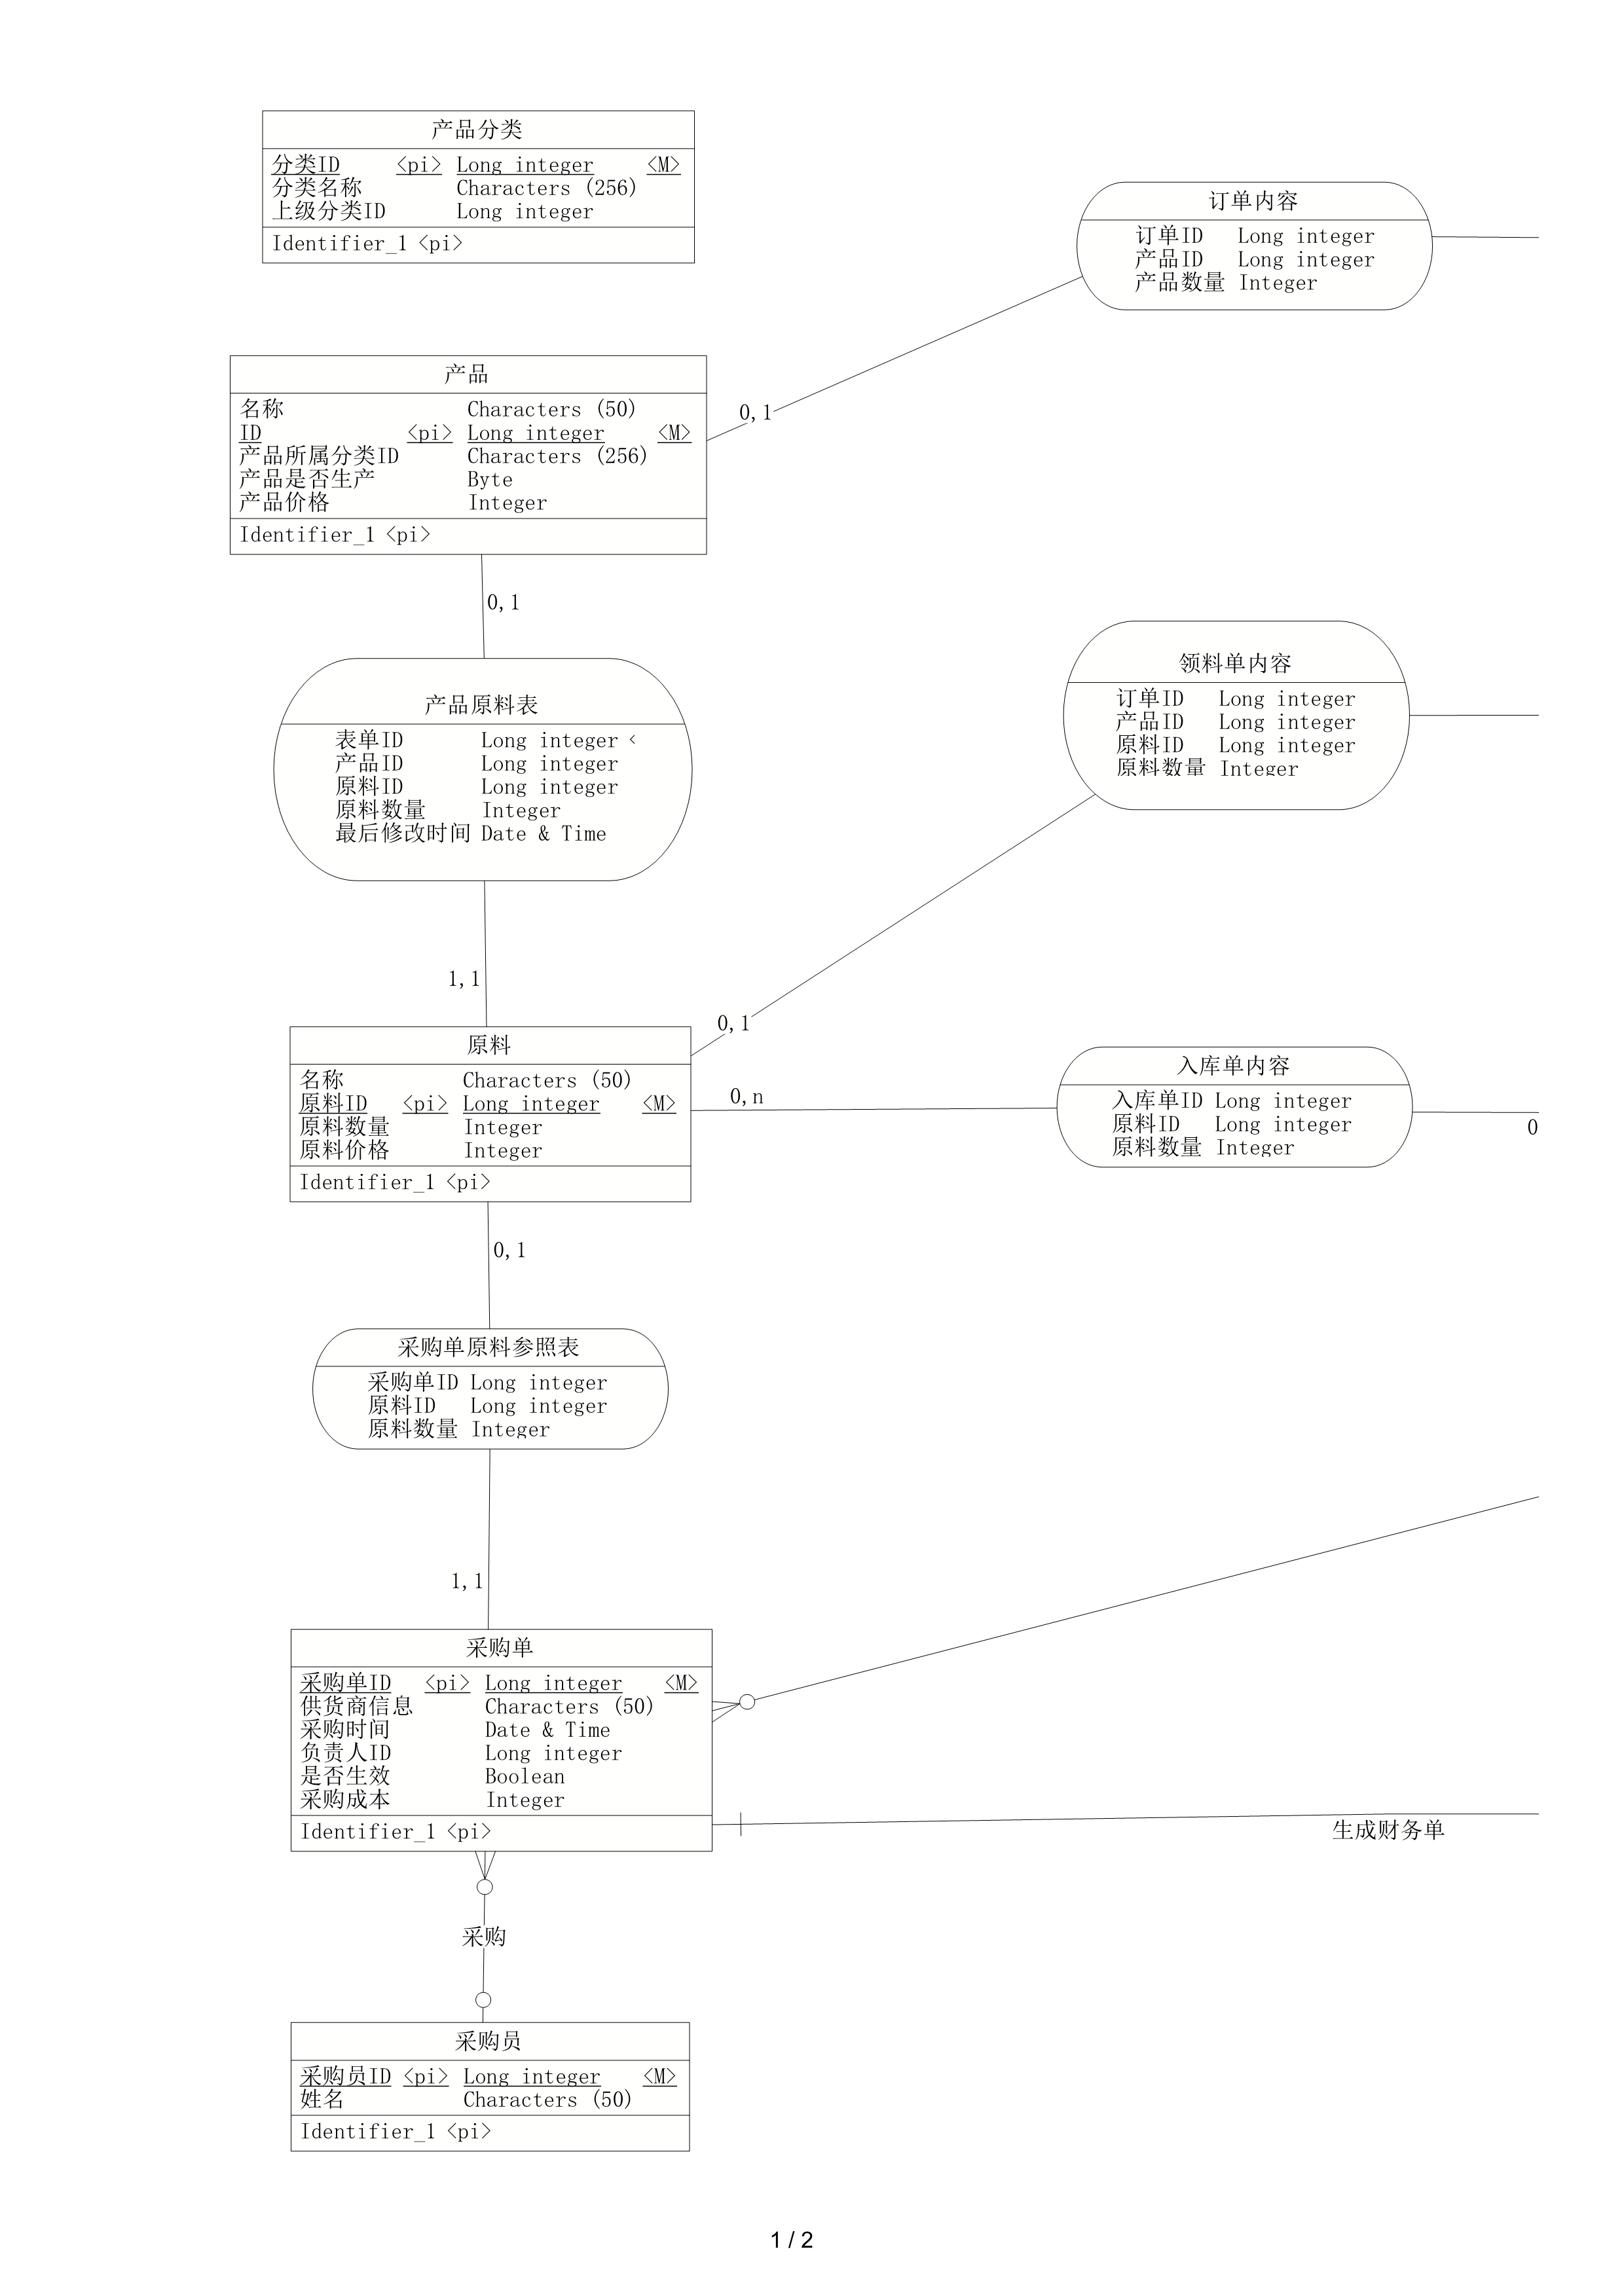 产品分类
分类ID <pi> Long integer <M>
分类名称 Characters (256)
上级分类ID Long integer
Identifier_1 <pi>
订单内容
订单ID Long integer
产品ID Long integer
产品数量 Integer
产品
名称 Characters (50)
ID <pi> Long integer <M>
产品所属分类ID Characters (256)
产品是否生产 Byte
产品价格 Integer
Identifier_1 <pi>
0,1
0,1
产品原料表
表单ID Long integer <
产品ID Long integer
原料ID Long integer
原料数量 Integer
最后修改时间 Date & Time
领料单内容
订单ID Long integer
产品ID Long integer
原料ID Long integer
原料数量 Integer
1,1
0,1
原料
名称 Characters (50)
原料ID <pi> Long integer <M>
原料数量 Integer
原料价格 Integer
Identifier_1 <pi>
0,n
入库单内容
入库单ID Long integer
原料ID Long integer
原料数量 Integer
0
0,1
采购单原料参照表
采购单ID Long integer
原料ID Long integer
原料数量 Integer
1,1
采购单
采购单ID <pi> Long integer <M>
供货商信息 Characters (50)
采购时间 Date & Time
负责人ID Long integer
是否生效 Boolean
采购成本 Integer
Identifier_1 <pi>
生成财务单
采购
采购员
采购员ID <pi> Long integer <M>
姓名 Characters (50)
Identifier_1 <pi>
1 / 2